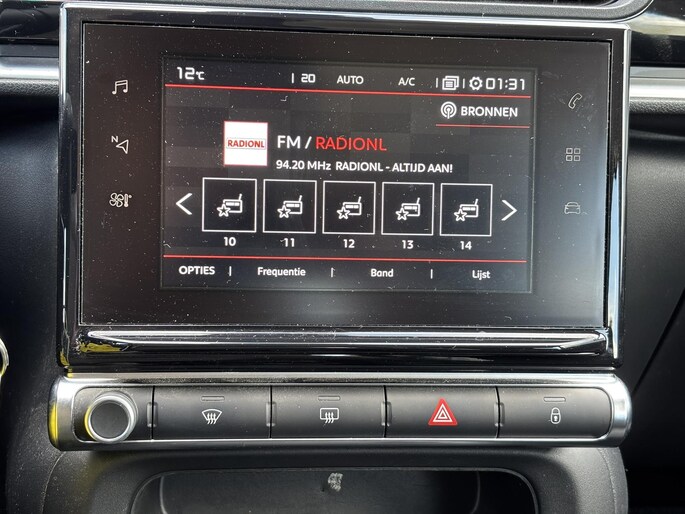 12°C | 20 AUTO A/C | 01:31
BRONNEN
N
RADIONL
FM / RADIONL
94.20 MHz RADIONL - ALTIJD AAN!
10 11 12 13 14
OPTIES | Frequentie | Band | Lijst